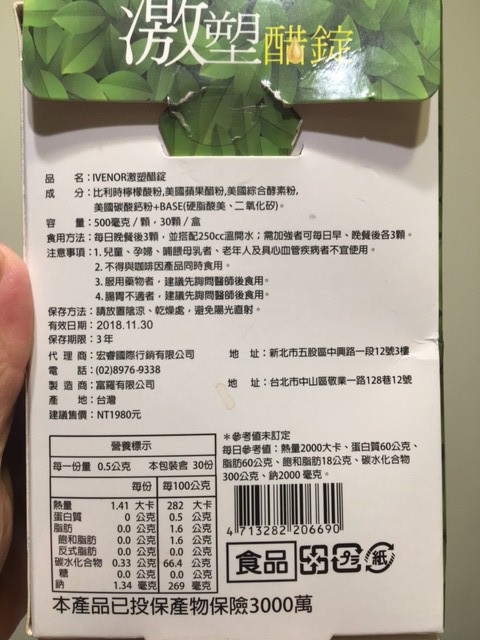 激塑醋錠
品　名：IVENOR激塑醋錠
成　分：比利時檸檬酸粉,美國蘋果醋粉,美國綜合酵素粉,
美國碳酸鈣粉+BASE(硬脂酸美、二氧化矽)。
容　量：500毫克／顆，30顆／盒
食用方法：每日晚餐後3顆，並搭配250cc溫開水；需加強者可每日早、晚餐後各3顆。
注意事項：1.兒童、孕婦、哺餵母乳者、老年人及具心血管疾病者不宜使用。
2.不得與咖啡因產品同時食用。
3.服用藥物者，建議先詢問醫師後食用。
4.腸胃不適者，建議先詢問醫師後食用。
保存方法：請放置陰涼、乾燥處，避免陽光直射。
有效日期：2018.11.30
保存期限：3年
代理商：宏睿國際行銷有限公司　地　址：新北市五股區中興路一段12號3樓
電　話：(02)8976-9338
製造商：富羅有限公司　地　址：台北市中山區敬業一路128巷12號
產　地：台灣
建議售價：NT1980元
營養標示
每一份量 0.5公克　本包裝含 30份
每份　每100公克
熱量　1.41 大卡　282 大卡
蛋白質　0 公克　0.5 公克
脂肪　0.0 公克　1.6 公克
飽和脂肪　0.0 公克　1.6 公克
反式脂肪　0.0 公克　0.0 公克
碳水化合物　0.33 公克　66.4 公克
糖　0.0 公克　0.0 公克
鈉　1.34 毫克　269 毫克
＊參考值未訂定
每日參考值：熱量2000大卡、蛋白質60公克、
脂肪60公克、飽和脂肪18公克、碳水化合物
300公克、鈉2000 毫克。
4 713282 206690
食品 紙
本產品已投保產物保險3000萬